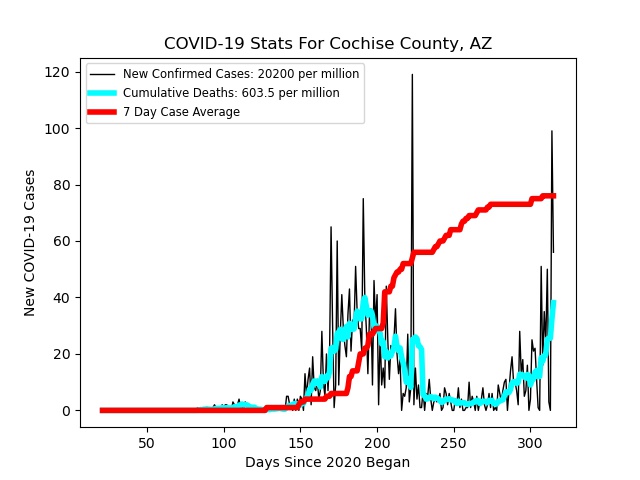 COVID-19 Stats For Cochise County, AZ
New Confirmed Cases: 20200 per million
Cumulative Deaths: 603.5 per million
7 Day Case Average
120
100
80
60
40
20
0
New COVID-19 Cases
50 100 150 200 250 300
Days Since 2020 Began